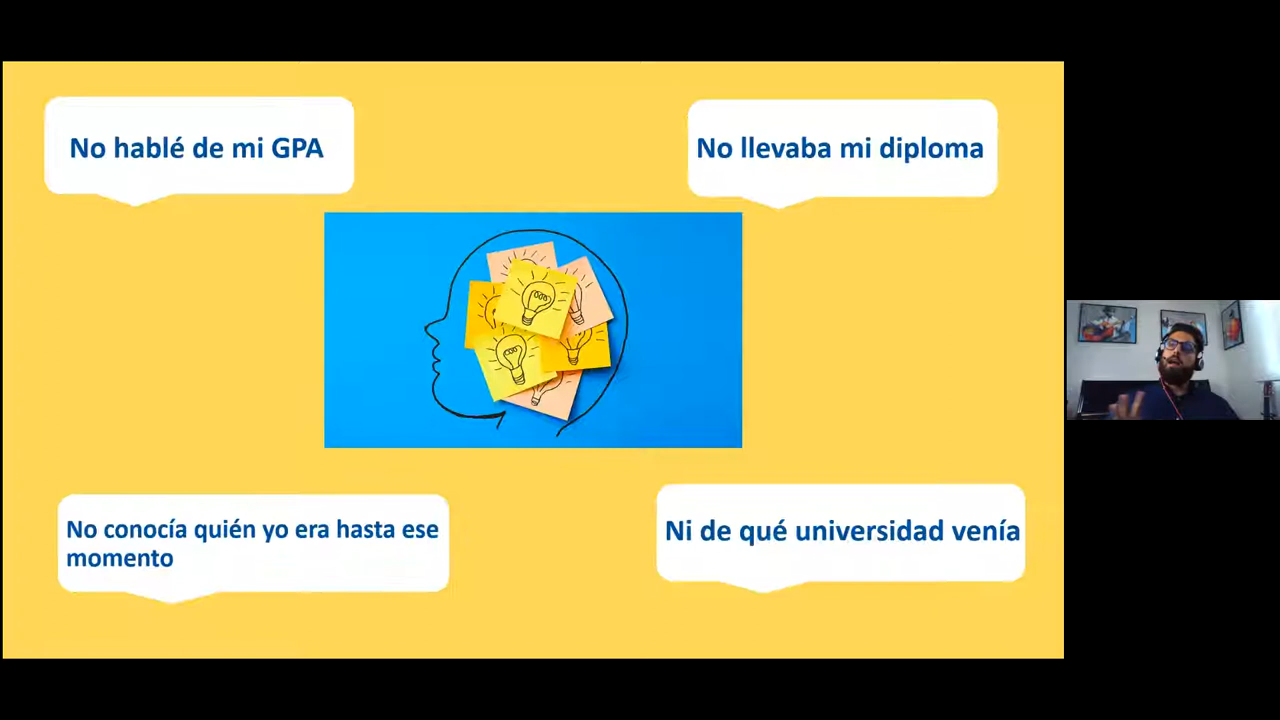 No hablé de mi GPA
No llevaba mi diploma
No conocía quién yo era hasta ese
momento
Ni de qué universidad venía